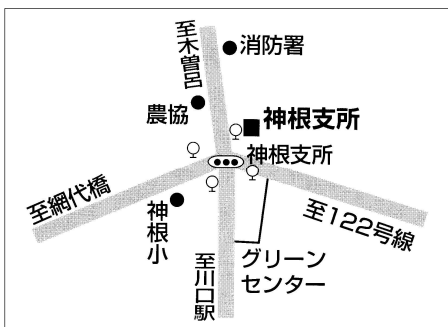 至木曽呂
消防署
農協
神根支所
神根支所
至網代橋
神根小
至122号線
至川口駅
グリーン
センター